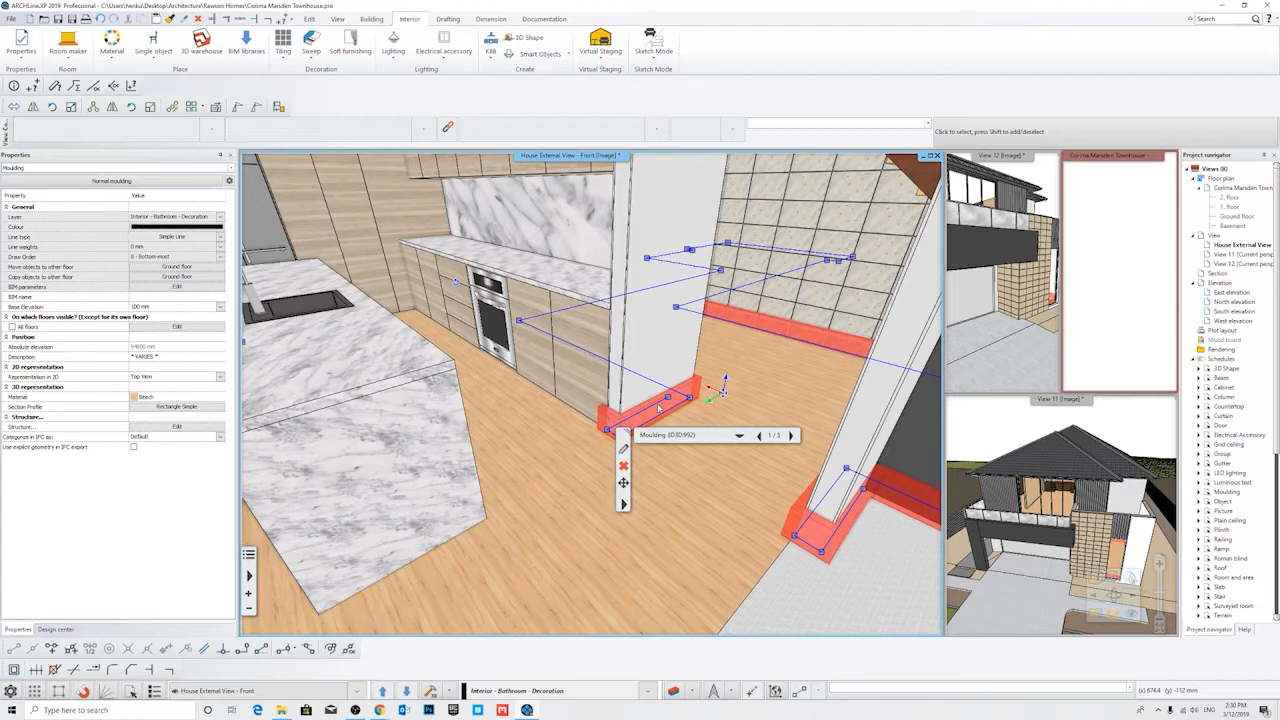 ARCHLine.XP 2019 Professional - C:\Users\henks\Desktop\Architecture\Rawson Homes\Corima Marsden Townhouse.pro
File Edit View Building Interior Drafting Dimension Documentation
Search
Properties Room maker Material Single object 3D warehouse BIM libraries Tiling Sweep Soft furnishing Lighting Electrical accessory KBB 3D Shape Smart Objects Virtual Staging Sketch Mode
Properties Room Place Decoration Lighting Create Virtual Staging Sketch Mode
Click to select, press Shift to add/deselect
Properties
Moulding
Normal moulding
Property Value
General
Layer Interior - Bathroom - Decoration
Colour
Line type Simple Line
Line weights 0 mm
Draw Order 8 - Bottom-most
Move objects to other floor Ground floor
Copy objects to other floor Ground floor
BIM parameters Edit
BIM name
Base Elevation 100 mm
On which floors visible? (Except for its own floor)
All floors Edit
Position
Absolute elevation 94600 mm
Description * VARIES *
2D representation
Representation in 2D Top View
3D representation
Material Beech
Section Profile Rectangle Simple
Structure...
Structure... Edit
Categorize in IFC as: Default
Use explicit geometry in IFC export
Properties Design center
House External View - Front [Image] *
Moulding (ID3D:992) 1 / 3
View 12 [Image] *
Corima Marsden Townhouse
View 11 [Image] *
Project navigator
Views (8)
Floor plan
Corima Marsden Town
2. floor
1. floor
Ground floor
Basement
View
House External View
View 11 (Current persp
View 12 (Current persp
Section
Elevation
East elevation
North elevation
South elevation
West elevation
Plot layout
Mood board
Rendering
Schedules
3D Shape
Beam
Cabinet
Column
Countertop
Curtain
Door
Electrical Accessory
Grid ceiling
Group
Gutter
LED lighting
Luminous text
Moulding
Object
Picture
Plain ceiling
Plinth
Railing
Ramp
Roman blind
Roof
Room and area
Slab
Stair
Surveyed room
Terrain
Project navigator Help
House External View - Front
Interior - Bathroom - Decoration
(x) 674.4 (y) -112 mm
Type here to search
ENG
2:30 PM
3/12/2019